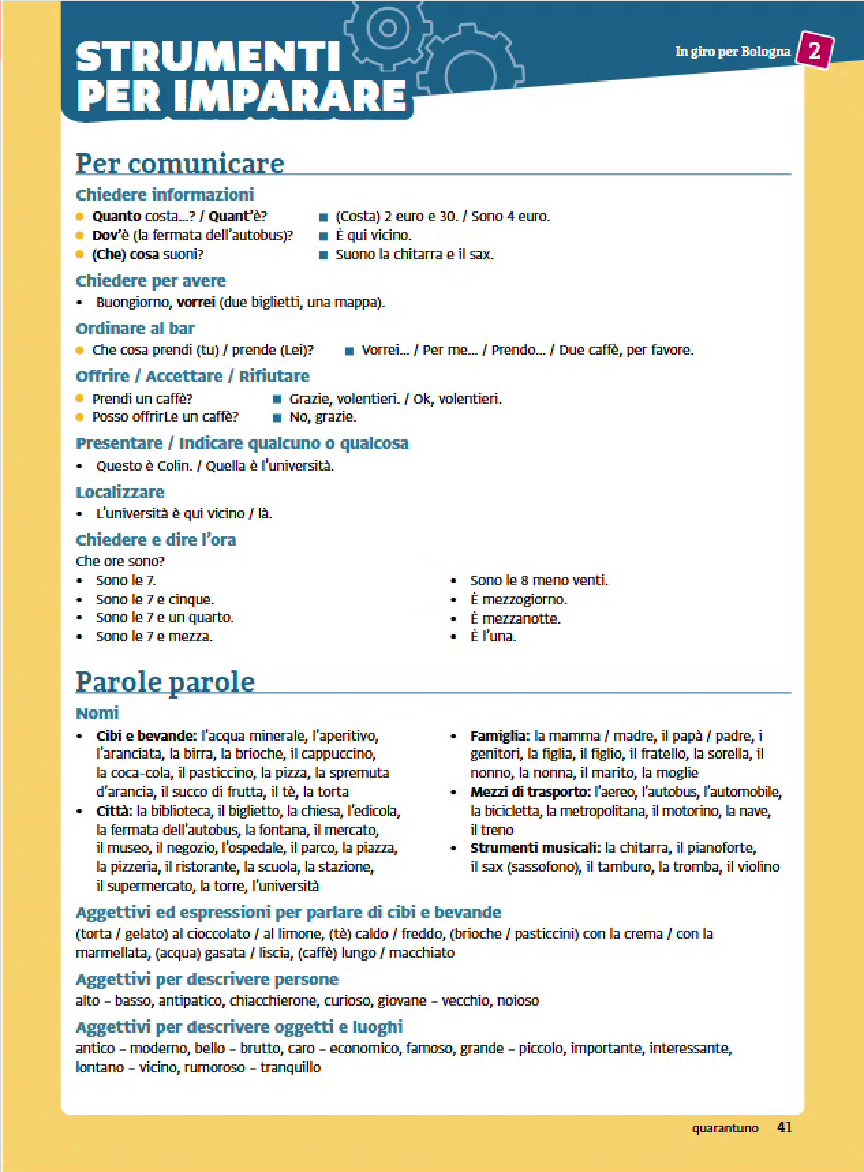 STRUMENTI
PER IMPARARE
In giro per Bologna 2
Per comunicare
Chiedere informazioni
● Quanto costa...? / Quant'è? ■ (Costa) 2 euro e 30. / Sono 4 euro.
● Dov'è (la fermata dell'autobus)? ■ È qui vicino.
● (Che) cosa suoni? ■ Suono la chitarra e il sax.
Chiedere per avere
• Buongiorno, vorrei (due biglietti, una mappa).
Ordinare al bar
● Che cosa prendi (tu) / prende (Lei)? ■ Vorrei... / Per me... / Prendo... / Due caffè, per favore.
Offrire / Accettare / Rifiutare
● Prendi un caffè? ■ Grazie, volentieri. / Ok, volentieri.
● Posso offrirLe un caffè? ■ No, grazie.
Presentare / Indicare qualcuno o qualcosa
• Questo è Colin. / Quella è l'università.
Localizzare
• L'università è qui vicino / là.
Chiedere e dire l'ora
Che ore sono?
• Sono le 7.
• Sono le 7 e cinque.
• Sono le 7 e un quarto.
• Sono le 7 e mezza.
• Sono le 8 meno venti.
• È mezzogiorno.
• È mezzanotte.
• È l'una.
Parole parole
Nomi
• Cibi e bevande: l'acqua minerale, l'aperitivo,
l'aranciata, la birra, la brioche, il cappuccino,
la coca-cola, il pasticcino, la pizza, la spremuta
d'arancia, il succo di frutta, il tè, la torta
• Città: la biblioteca, il biglietto, la chiesa, l'edicola,
la fermata dell'autobus, la fontana, il mercato,
il museo, il negozio, l'ospedale, il parco, la piazza,
la pizzeria, il ristorante, la scuola, la stazione,
il supermercato, la torre, l'università
• Famiglia: la mamma / madre, il papà / padre, i
genitori, la figlia, il figlio, il fratello, la sorella, il
nonno, la nonna, il marito, la moglie
• Mezzi di trasporto: l'aereo, l'autobus, l'automobile,
la bicicletta, la metropolitana, il motorino, la nave,
il treno
• Strumenti musicali: la chitarra, il pianoforte,
il sax (sassofono), il tamburo, la tromba, il violino
Aggettivi ed espressioni per parlare di cibi e bevande
(torta / gelato) al cioccolato / al limone, (tè) caldo / freddo, (brioche / pasticcini) con la crema / con la
marmellata, (acqua) gasata / liscia, (caffè) lungo / macchiato
Aggettivi per descrivere persone
alto – basso, antipatico, chiacchierone, curioso, giovane – vecchio, noioso
Aggettivi per descrivere oggetti e luoghi
antico – moderno, bello – brutto, caro – economico, famoso, grande – piccolo, importante, interessante,
lontano – vicino, rumoroso – tranquillo
quarantuno 41